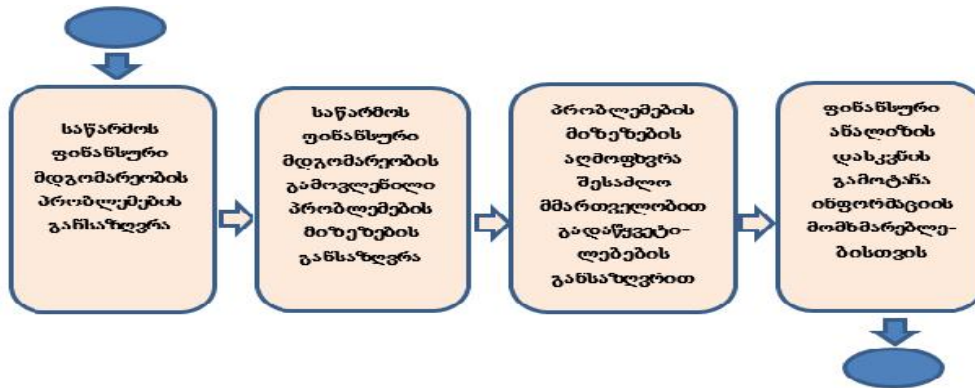 საწარმოს
ფინანსური
მდგომარეობის
პრობლემების
განსაზღვრა
საწარმოს
ფინანსური
მდგომარეობის
გამოვლენილი
პრობლემების
მიზეზების
განსაზღვრა
პრობლემების
მიზეზების
აღმოფხვრა
შესაძლო
მმართველობით
გადაწყვეტი-
ლებების
განსაზღვრით
ფინანსური
ანალიზის
დასკვნის
გამოტანა
ინფორმაციის
მომხმარებლე-
ბისთვის